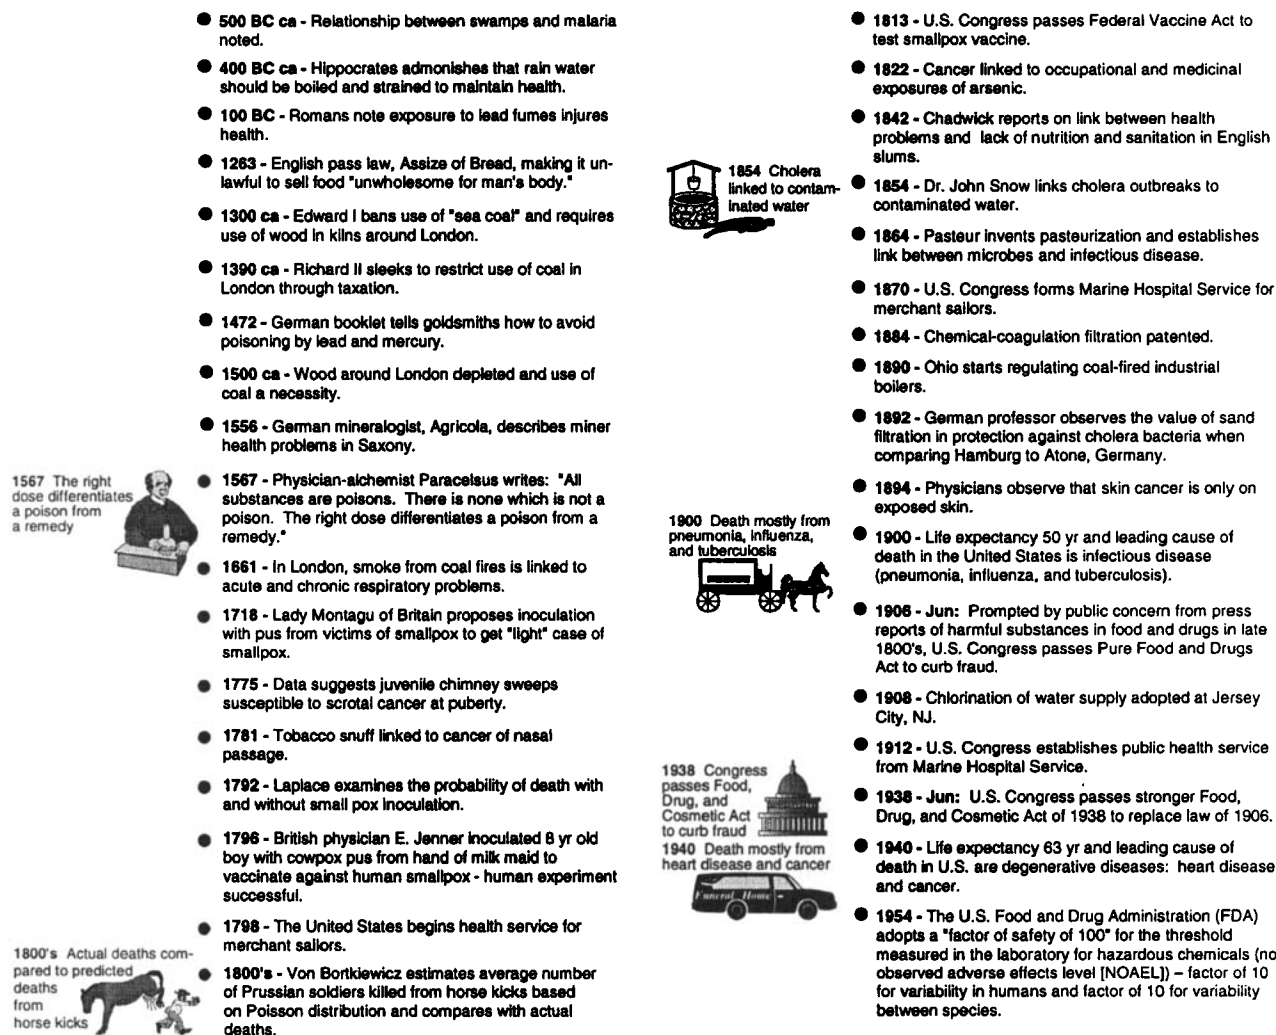 ● 500 BC ca - Relationship between swamps and malaria
noted.
● 400 BC ca - Hippocrates admonishes that rain water
should be boiled and strained to maintain health.
● 100 BC - Romans note exposure to lead fumes injures
health.
● 1263 - English pass law, Assize of Bread, making it un-
lawful to sell food "unwholesome for man's body."
● 1300 ca - Edward I bans use of "sea coal" and requires
use of wood in kilns around London.
● 1390 ca - Richard II sleeks to restrict use of coal in
London through taxation.
● 1472 - German booklet tells goldsmiths how to avoid
poisoning by lead and mercury.
● 1500 ca - Wood around London depleted and use of
coal a necessity.
● 1556 - German mineralogist, Agricola, describes miner
health problems in Saxony.
1567 The right
dose differentiates
a poison from
a remedy
● 1567 - Physician-alchemist Paracelsus writes: "All
substances are poisons. There is none which is not a
poison. The right dose differentiates a poison from a
remedy."
● 1661 - In London, smoke from coal fires is linked to
acute and chronic respiratory problems.
● 1718 - Lady Montagu of Britain proposes inoculation
with pus from victims of smallpox to get "light" case of
smallpox.
● 1775 - Data suggests juvenile chimney sweeps
susceptible to scrotal cancer at puberty.
● 1781 - Tobacco snuff linked to cancer of nasal
passage.
● 1792 - Laplace examines the probability of death with
and without small pox inoculation.
● 1796 - British physician E. Jenner inoculated 8 yr old
boy with cowpox pus from hand of milk maid to
vaccinate against human smallpox - human experiment
successful.
● 1798 - The United States begins health service for
merchant sailors.
1800's Actual deaths com-
pared to predicted
deaths
from
horse kicks
● 1800's - Von Bortkiewicz estimates average number
of Prussian soldiers killed from horse kicks based
on Poisson distribution and compares with actual
deaths.
● 1813 - U.S. Congress passes Federal Vaccine Act to
test smallpox vaccine.
● 1822 - Cancer linked to occupational and medicinal
exposures of arsenic.
● 1842 - Chadwick reports on link between health
problems and lack of nutrition and sanitation in English
slums.
1854 Cholera
linked to contam-
inated water
● 1854 - Dr. John Snow links cholera outbreaks to
contaminated water.
● 1864 - Pasteur invents pasteurization and establishes
link between microbes and infectious disease.
● 1870 - U.S. Congress forms Marine Hospital Service for
merchant sailors.
● 1884 - Chemical-coagulation filtration patented.
● 1890 - Ohio starts regulating coal-fired industrial
boilers.
● 1892 - German professor observes the value of sand
filtration in protection against cholera bacteria when
comparing Hamburg to Atone, Germany.
● 1894 - Physicians observe that skin cancer is only on
exposed skin.
1900 Death mostly from
pneumonia, influenza,
and tuberculosis
● 1900 - Life expectancy 50 yr and leading cause of
death in the United States is infectious disease
(pneumonia, influenza, and tuberculosis).
● 1906 - Jun: Prompted by public concern from press
reports of harmful substances in food and drugs in late
1800's, U.S. Congress passes Pure Food and Drugs
Act to curb fraud.
● 1908 - Chlorination of water supply adopted at Jersey
City, NJ.
● 1912 - U.S. Congress establishes public health service
from Marine Hospital Service.
1938 Congress
passes Food,
Drug, and
Cosmetic Act
to curb fraud
● 1938 - Jun: U.S. Congress passes stronger Food,
Drug, and Cosmetic Act of 1938 to replace law of 1906.
1940 Death mostly from
heart disease and cancer
Funeral Home
● 1940 - Life expectancy 63 yr and leading cause of
death in U.S. are degenerative diseases: heart disease
and cancer.
● 1954 - The U.S. Food and Drug Administration (FDA)
adopts a "factor of safety of 100" for the threshold
measured in the laboratory for hazardous chemicals (no
observed adverse effects level [NOAEL]) – factor of 10
for variability in humans and factor of 10 for variability
between species.